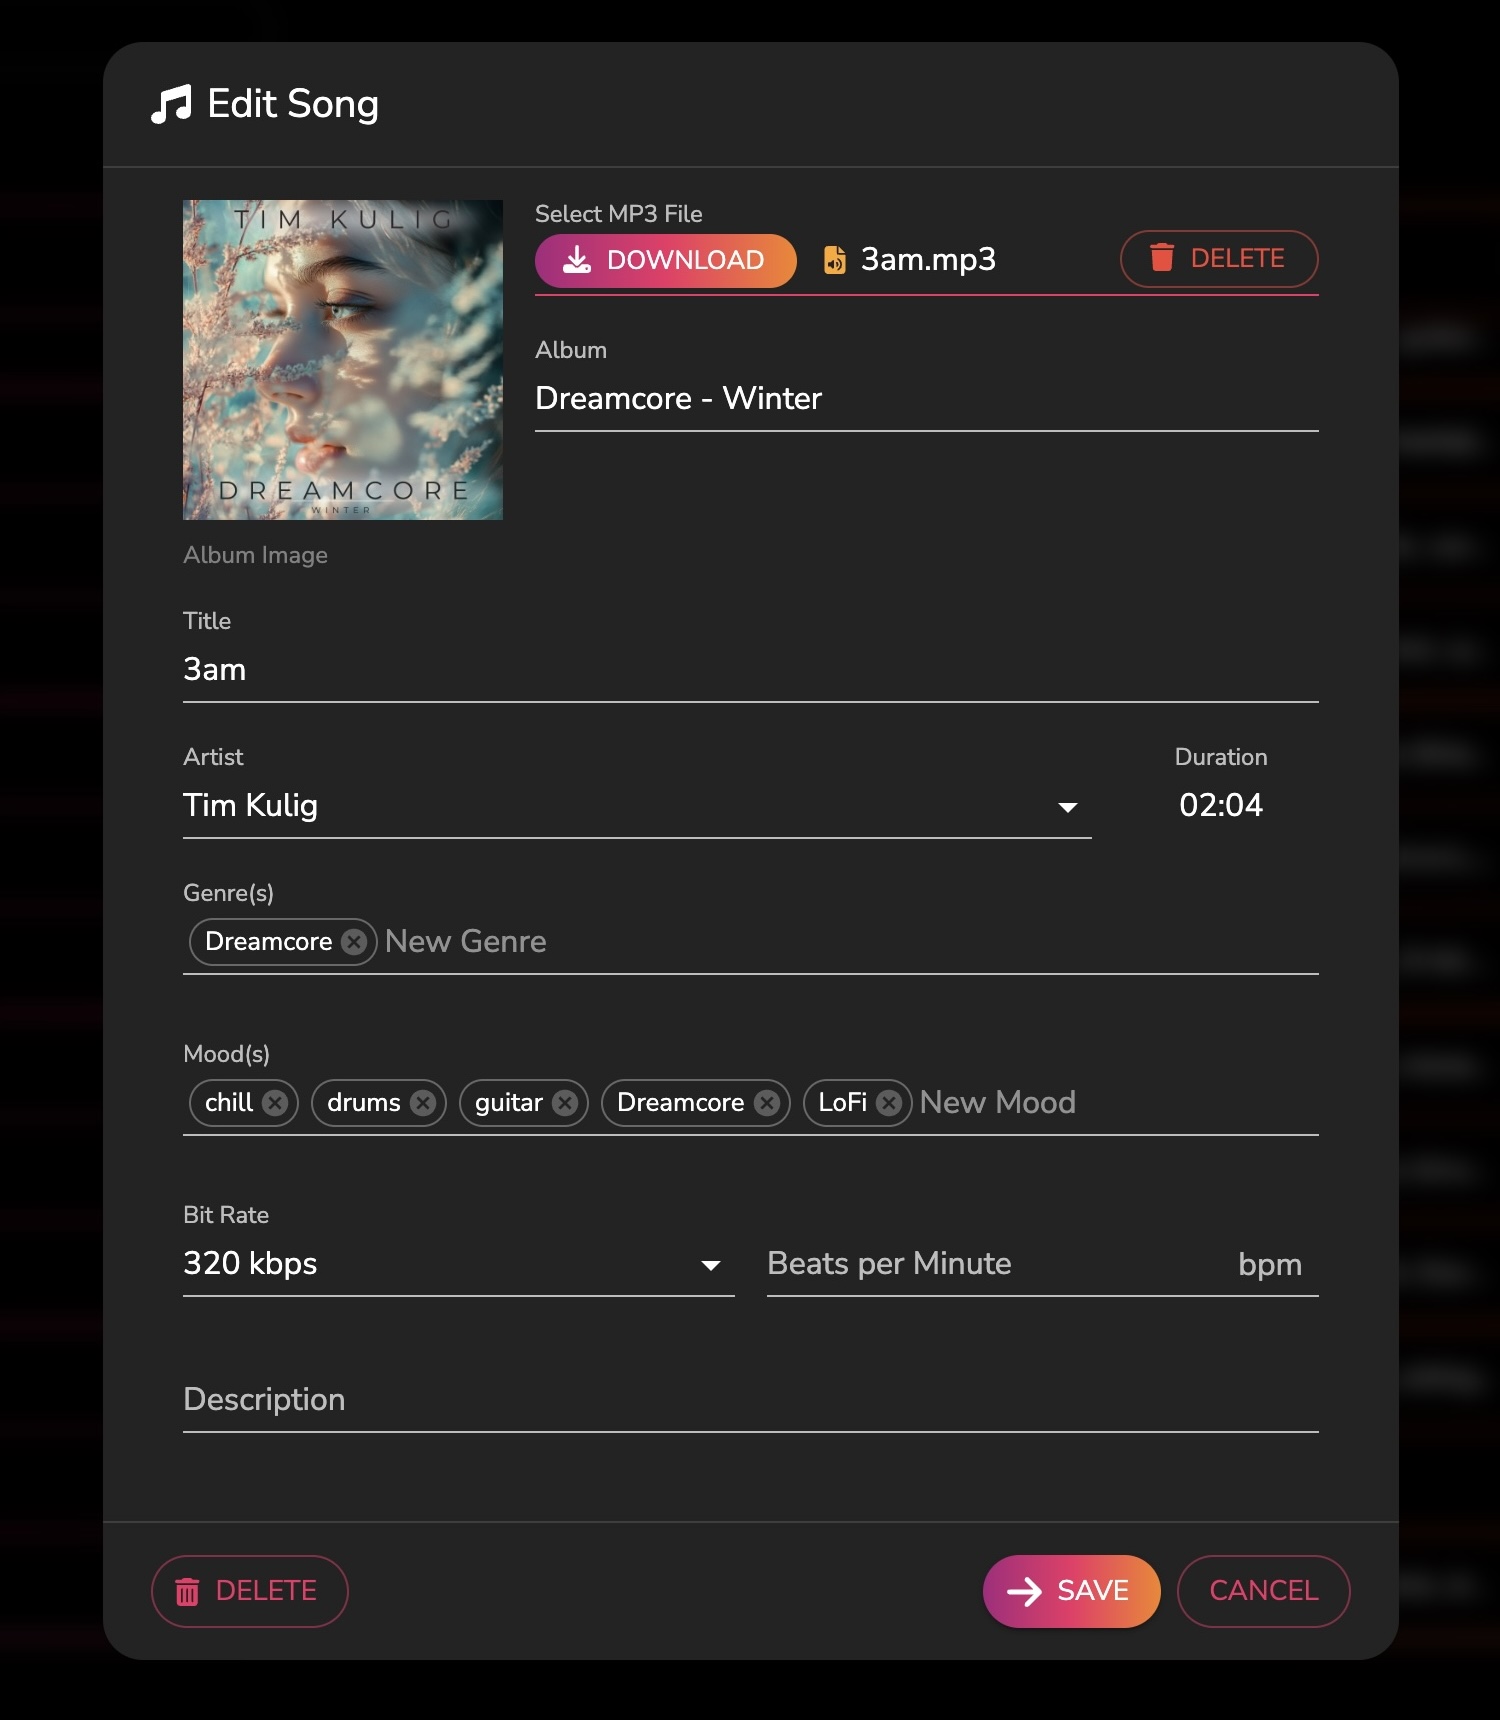 Edit Song
TIM KULIG
DREAMCORE
WINTER
Album Image
Select MP3 File
DOWNLOAD 3am.mp3 DELETE
Album
Dreamcore - Winter
Title
3am
Artist
Tim Kulig
Duration
02:04
Genre(s)
Dreamcore New Genre
Mood(s)
chill drums guitar Dreamcore LoFi New Mood
Bit Rate
320 kbps
Beats per Minute bpm
Description
DELETE SAVE CANCEL